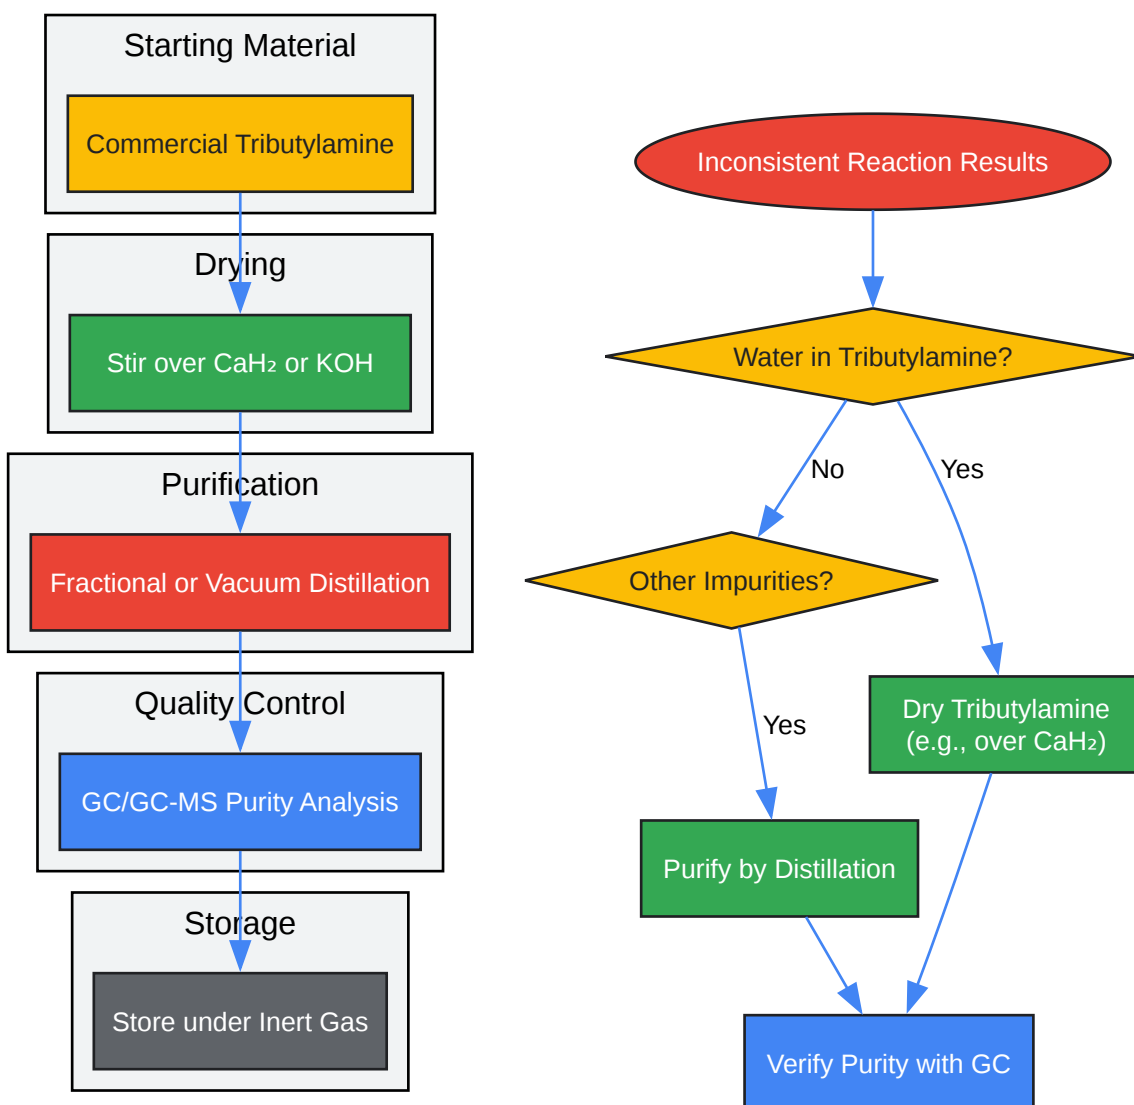 Starting Material
Commercial Tributylamine
Drying
Stir over CaH₂ or KOH
Purification
Fractional or Vacuum Distillation
Quality Control
GC/GC-MS Purity Analysis
Storage
Store under Inert Gas
Inconsistent Reaction Results
Water in Tributylamine?
No
Yes
Other Impurities?
Yes
Dry Tributylamine
(e.g., over CaH₂)
Purify by Distillation
Verify Purity with GC